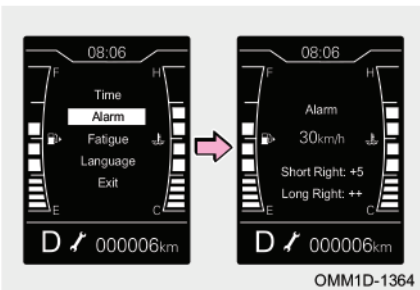 08:06
F H
Time
Alarm
Fatigue
Language
Exit
E C
D 000006km
08:06
F H
Alarm
30km/h
Short Right: +5
Long Right: ++
E C
D 000006km
OMM1D-1364